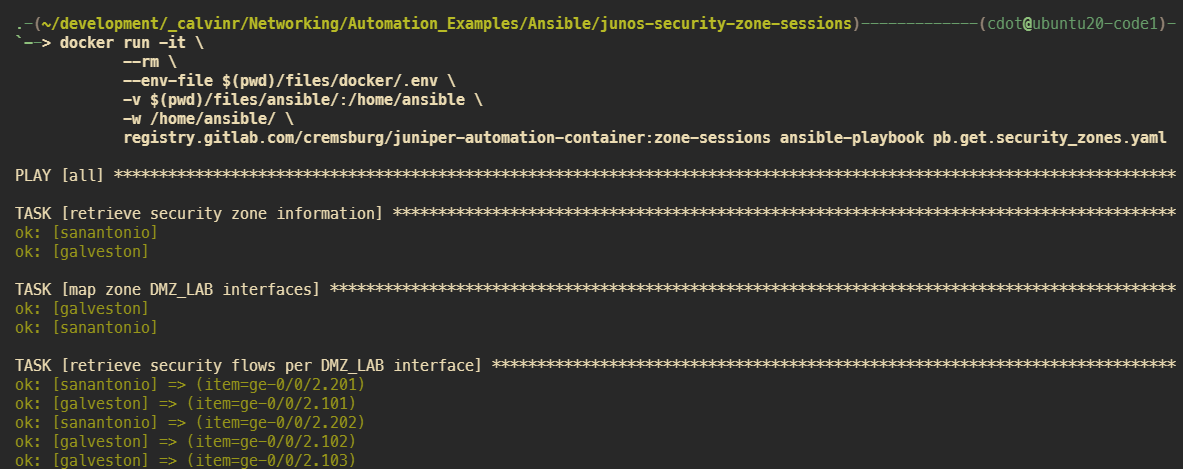 .-(~/development/_calvinr/Networking/Automation_Examples/Ansible/junos-security-zone-sessions)-------------(cdot@ubuntu20-code1)-
`--> docker run -it \
--rm \
--env-file $(pwd)/files/docker/.env \
-v $(pwd)/files/ansible/:/home/ansible \
-w /home/ansible/ \
registry.gitlab.com/cremsburg/juniper-automation-container:zone-sessions ansible-playbook pb.get.security_zones.yaml
PLAY [all] *********************************************************************************************************************
TASK [retrieve security zone information] **************************************************************************************
ok: [sanantonio]
ok: [galveston]
TASK [map zone DMZ_LAB interfaces] *********************************************************************************************
ok: [galveston]
ok: [sanantonio]
TASK [retrieve security flows per DMZ_LAB interface] ***************************************************************************
ok: [sanantonio] => (item=ge-0/0/2.201)
ok: [galveston] => (item=ge-0/0/2.101)
ok: [sanantonio] => (item=ge-0/0/2.202)
ok: [galveston] => (item=ge-0/0/2.102)
ok: [galveston] => (item=ge-0/0/2.103)